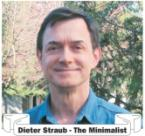 Dieter Straub - The Minimalist